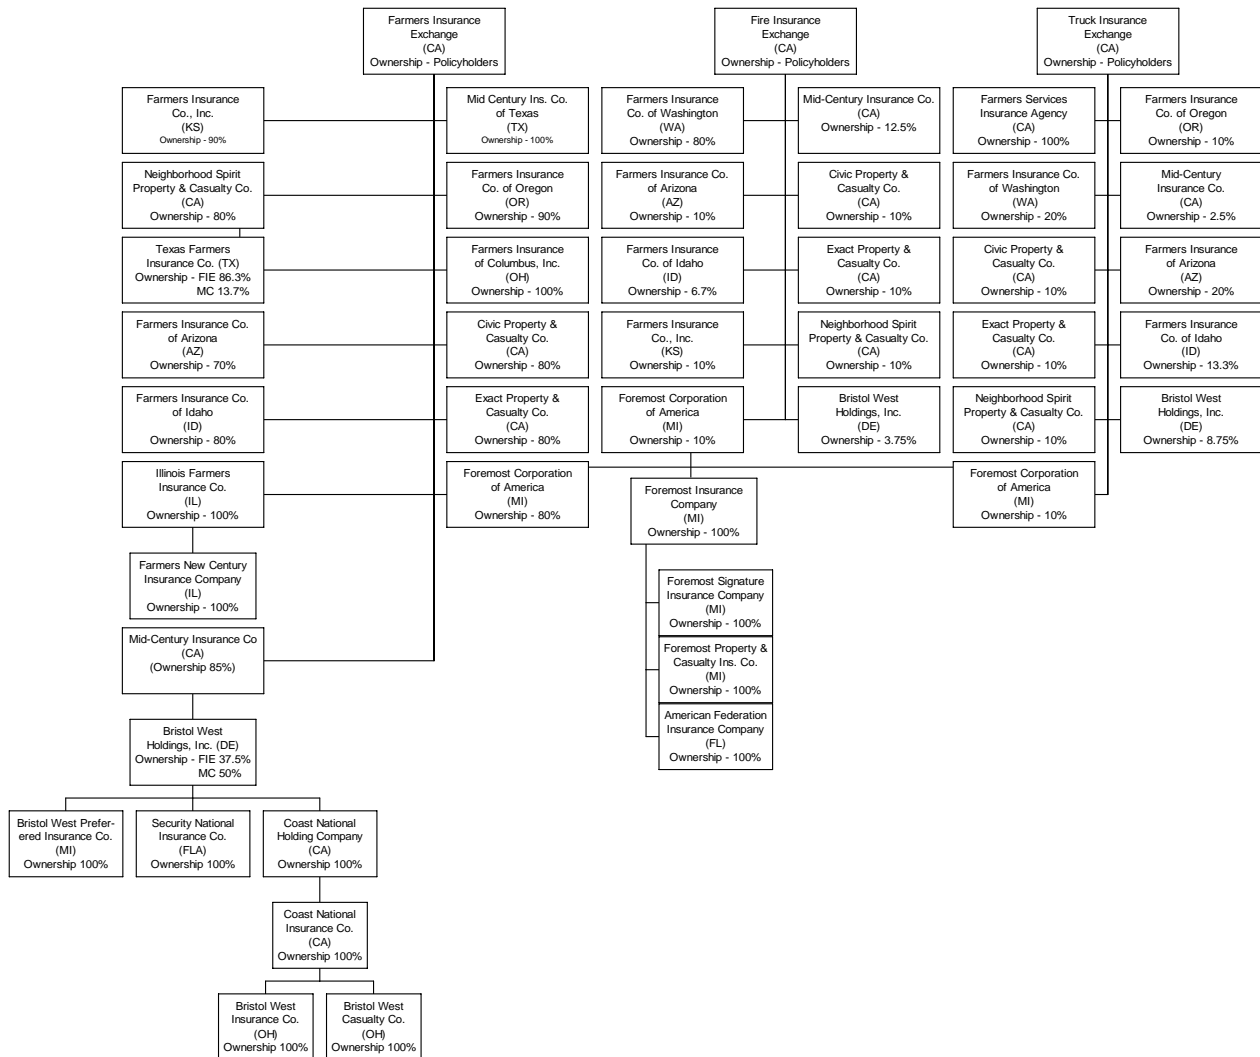 Farmers Insurance
Exchange
(CA)
Ownership - Policyholders
Fire Insurance
Exchange
(CA)
Ownership - Policyholders
Truck Insurance
Exchange
(CA)
Ownership - Policyholders
Farmers Insurance
Co., Inc.
(KS)
Ownership - 90%
Mid Century Ins. Co.
of Texas
(TX)
Ownership - 100%
Farmers Insurance
Co. of Washington
(WA)
Ownership - 80%
Mid-Century Insurance Co.
(CA)
Ownership - 12.5%
Farmers Services
Insurance Agency
(CA)
Ownership - 100%
Farmers Insurance
Co. of Oregon
(OR)
Ownership - 10%
Neighborhood Spirit
Property & Casualty Co.
(CA)
Ownership - 80%
Farmers Insurance
Co. of Oregon
(OR)
Ownership - 90%
Farmers Insurance Co.
of Arizona
(AZ)
Ownership - 10%
Civic Property &
Casualty Co.
(CA)
Ownership - 10%
Farmers Insurance Co.
of Washington
(WA)
Ownership - 20%
Mid-Century
Insurance Co.
(CA)
Ownership - 2.5%
Texas Farmers
Insurance Co. (TX)
Ownership - FIE 86.3%
MC 13.7%
Farmers Insurance
of Columbus, Inc.
(OH)
Ownership - 100%
Farmers Insurance
Co. of Idaho
(ID)
Ownership - 6.7%
Exact Property &
Casualty Co.
(CA)
Ownership - 10%
Civic Property &
Casualty Co.
(CA)
Ownership - 10%
Farmers Insurance
of Arizona
(AZ)
Ownership - 20%
Farmers Insurance Co.
of Arizona
(AZ)
Ownership - 70%
Civic Property &
Casualty Co.
(CA)
Ownership - 80%
Farmers Insurance
Co., Inc.
(KS)
Ownership - 10%
Neighborhood Spirit
Property & Casualty Co.
(CA)
Ownership - 10%
Exact Property &
Casualty Co.
(CA)
Ownership - 10%
Farmers Insurance
Co. of Idaho
(ID)
Ownership - 13.3%
Farmers Insurance Co.
of Idaho
(ID)
Ownership - 80%
Exact Property &
Casualty Co.
(CA)
Ownership - 80%
Foremost Corporation
of America
(MI)
Ownership - 10%
Bristol West
Holdings, Inc.
(DE)
Ownership - 3.75%
Neighborhood Spirit
Property & Casualty Co.
(CA)
Ownership - 10%
Bristol West
Holdings, Inc.
(DE)
Ownership - 8.75%
Illinois Farmers
Insurance Co.
(IL)
Ownership - 100%
Foremost Corporation
of America
(MI)
Ownership - 80%
Foremost Insurance
Company
(MI)
Ownership - 100%
Foremost Corporation
of America
(MI)
Ownership - 10%
Farmers New Century
Insurance Company
(IL)
Ownership - 100%
Foremost Signature
Insurance Company
(MI)
Ownership - 100%
Mid-Century Insurance Co
(CA)
(Ownership 85%)
Foremost Property &
Casualty Ins. Co.
(MI)
Ownership - 100%
American Federation
Insurance Company
(FL)
Ownership - 100%
Bristol West
Holdings, Inc. (DE)
Ownership - FIE 37.5%
MC 50%
Bristol West Prefer-
ered Insurance Co.
(MI)
Ownership 100%
Security National
Insurance Co.
(FLA)
Ownership 100%
Coast National
Holding Company
(CA)
Ownership 100%
Coast National
Insurance Co.
(CA)
Ownership 100%
Bristol West
Insurance Co.
(OH)
Ownership 100%
Bristol West
Casualty Co.
(OH)
Ownership 100%